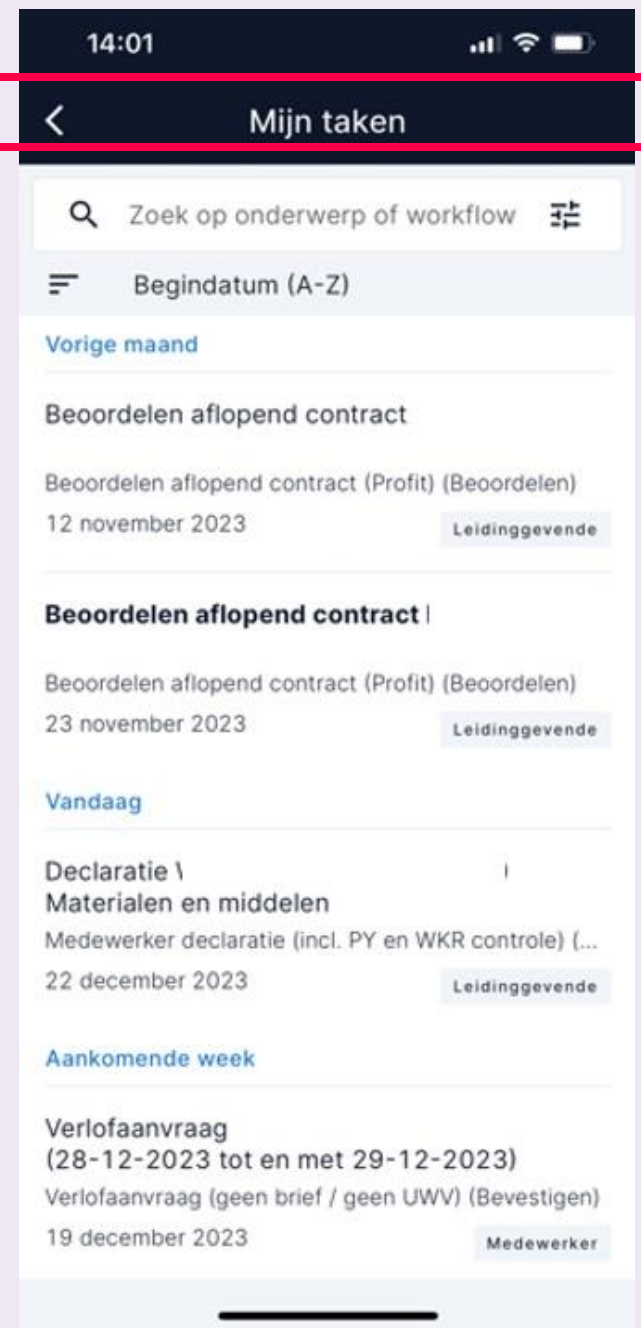 14:01
Mijn taken
Zoek op onderwerp of workflow
Begindatum (A-Z)
Vorige maand
Beoordelen aflopend contract
Beoordelen aflopend contract (Profit) (Beoordelen)
12 november 2023
Leidinggevende
Beoordelen aflopend contract
Beoordelen aflopend contract (Profit) (Beoordelen)
23 november 2023
Leidinggevende
Vandaag
Declaratie
Materialen en middelen
Medewerker declaratie (incl. PY en WKR controle) (...
22 december 2023
Leidinggevende
Aankomende week
Verlofaanvraag
(28-12-2023 tot en met 29-12-2023)
Verlofaanvraag (geen brief / geen UWV) (Bevestigen)
19 december 2023
Medewerker